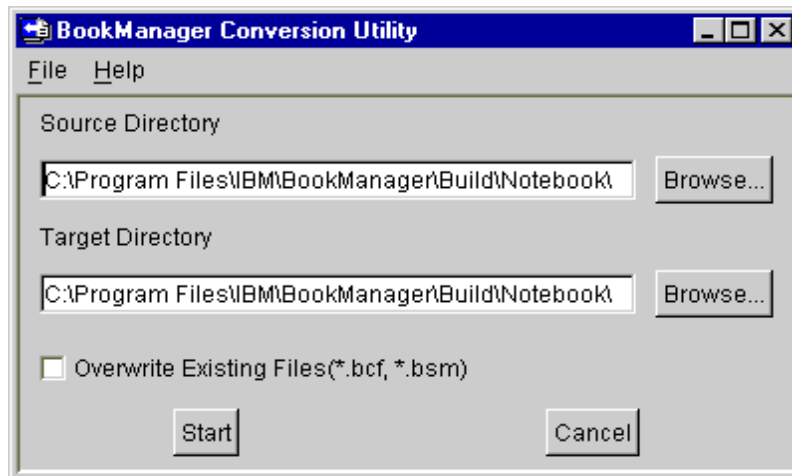 BookManager Conversion Utility
File Help
Source Directory
C:\Program Files\IBM\BookManager\Build\Notebook\ Browse...
Target Directory
C:\Program Files\IBM\BookManager\Build\Notebook\ Browse...
Overwrite Existing Files(*.bcf, *.bsm)
Start Cancel